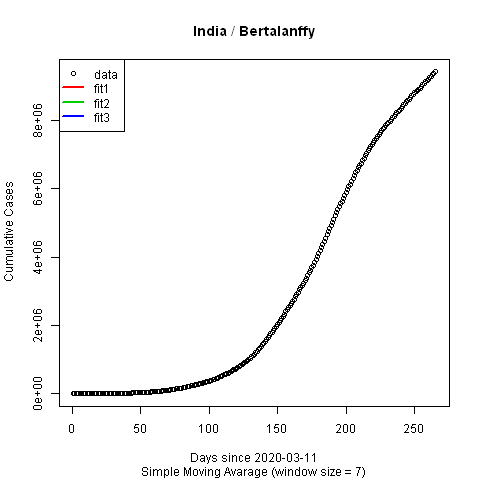 India / Bertalanffy
data
fit1
fit2
fit3
Cumulative Cases
0e+00
2e+06
4e+06
6e+06
8e+06
0 50 100 150 200 250
Days since 2020-03-11
Simple Moving Avarage (window size = 7)